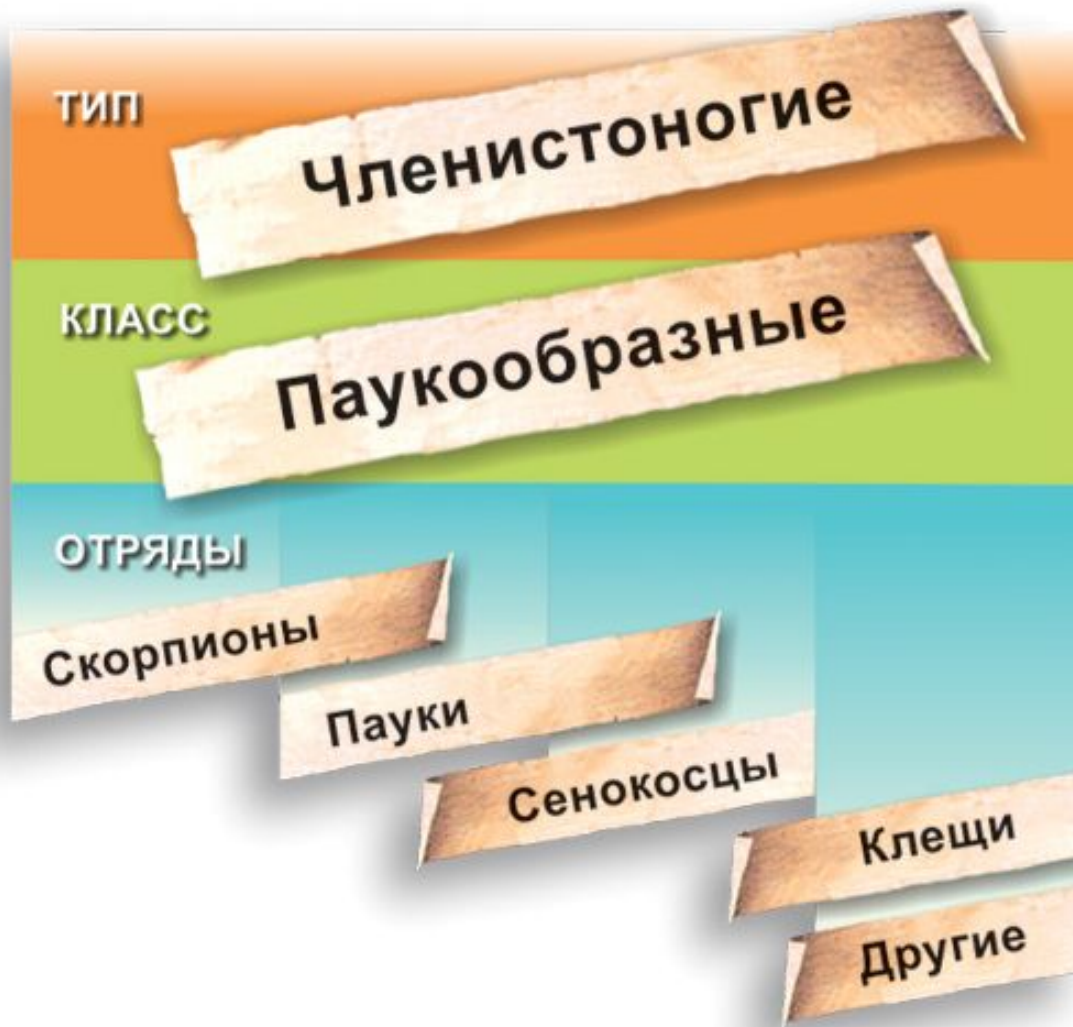 ТИП
Членистоногие
КЛАСС
Паукообразные
ОТРЯДЫ
Скорпионы
Пауки
Сенокосцы
Клещи
Другие